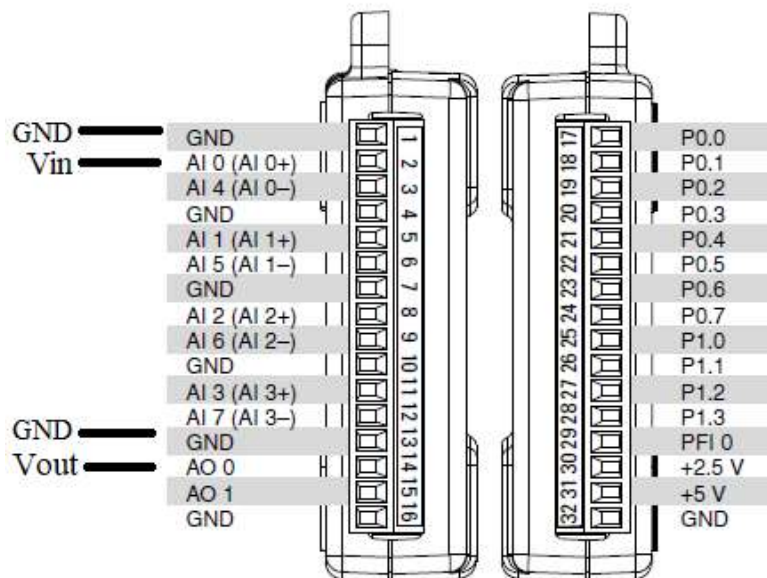 GND
Vin
GND
Vout
GND
AI 0 (AI 0+)
AI 4 (AI 0–)
GND
AI 1 (AI 1+)
AI 5 (AI 1–)
GND
AI 2 (AI 2+)
AI 6 (AI 2–)
GND
AI 3 (AI 3+)
AI 7 (AI 3–)
GND
AO 0
AO 1
GND
1
2
3
4
5
6
7
8
9
10
11
12
13
14
15
16
17
18
19
20
21
22
23
24
25
26
27
28
29
30
31
32
P0.0
P0.1
P0.2
P0.3
P0.4
P0.5
P0.6
P0.7
P1.0
P1.1
P1.2
P1.3
PFI 0
+2.5 V
+5 V
GND